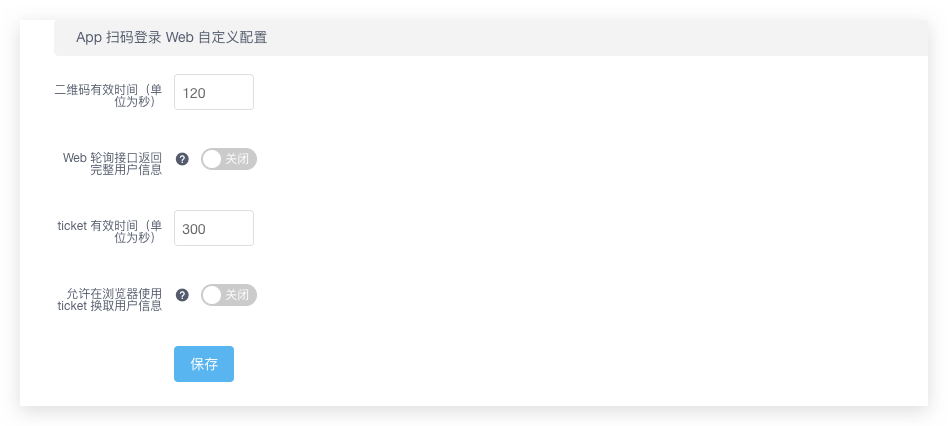 App 扫码登录 Web 自定义配置
二维码有效时间（单
位为秒）
120
Web 轮询接口返回
完整用户信息
?
关闭
ticket 有效时间（单
位为秒）
300
允许在浏览器使用
ticket 换取用户信息
?
关闭
保存